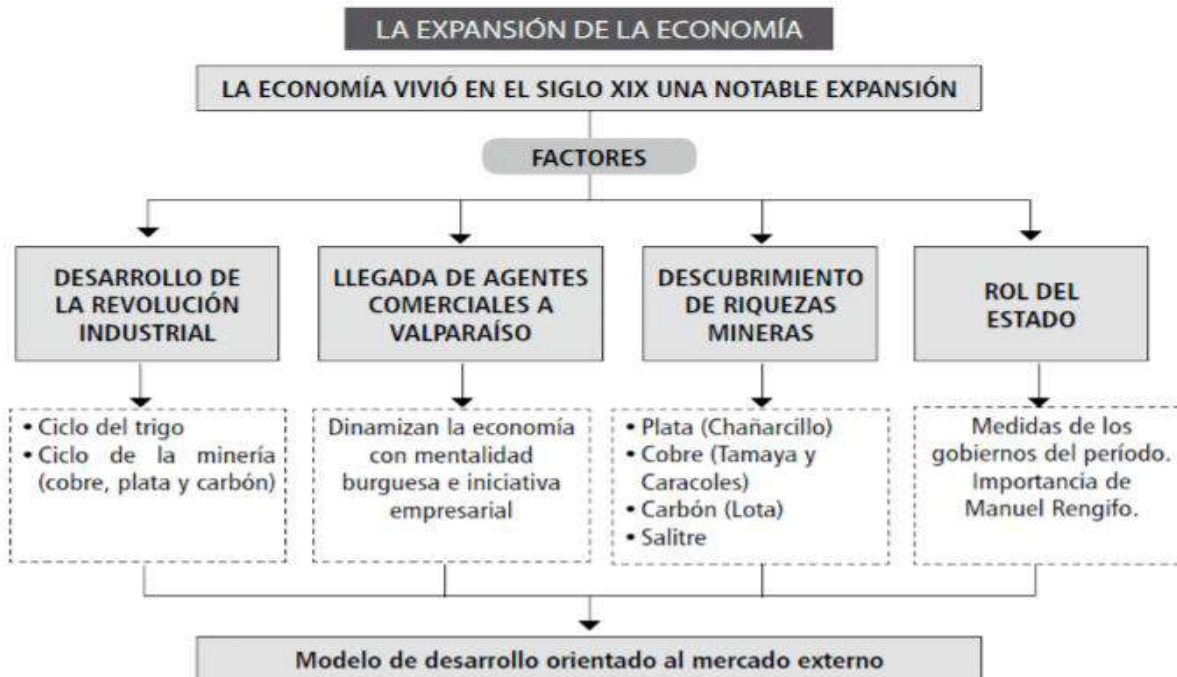 LA EXPANSIÓN DE LA ECONOMÍA
LA ECONOMÍA VIVIÓ EN EL SIGLO XIX UNA NOTABLE EXPANSIÓN
FACTORES
DESARROLLO DE
LA REVOLUCIÓN
INDUSTRIAL
• Ciclo del trigo
• Ciclo de la minería
(cobre, plata y carbón)
LLEGADA DE AGENTES
COMERCIALES A
VALPARAÍSO
Dinamizan la economía
con mentalidad
burguesa e iniciativa
empresarial
DESCUBRIMIENTO
DE RIQUEZAS
MINERAS
• Plata (Chañarcillo)
• Cobre (Tamaya y
Caracoles)
• Carbón (Lota)
• Salitre
ROL DEL
ESTADO
Medidas de los
gobiernos del período.
Importancia de
Manuel Rengifo.
Modelo de desarrollo orientado al mercado externo